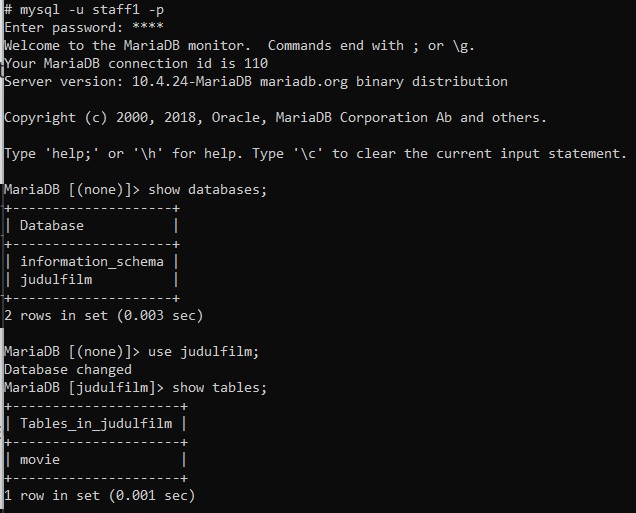 # mysql -u staff1 -p
Enter password: ****
Welcome to the MariaDB monitor.  Commands end with ; or \g.
Your MariaDB connection id is 110
Server version: 10.4.24-MariaDB mariadb.org binary distribution

Copyright (c) 2000, 2018, Oracle, MariaDB Corporation Ab and others.

Type 'help;' or '\h' for help. Type '\c' to clear the current input statement.

MariaDB [(none)]> show databases;
+--------------------+
| Database           |
+--------------------+
| information_schema |
| judulfilm          |
+--------------------+
2 rows in set (0.003 sec)

MariaDB [(none)]> use judulfilm;
Database changed
MariaDB [judulfilm]> show tables;
+---------------------+
| Tables_in_judulfilm |
+---------------------+
| movie               |
+---------------------+
1 row in set (0.001 sec)